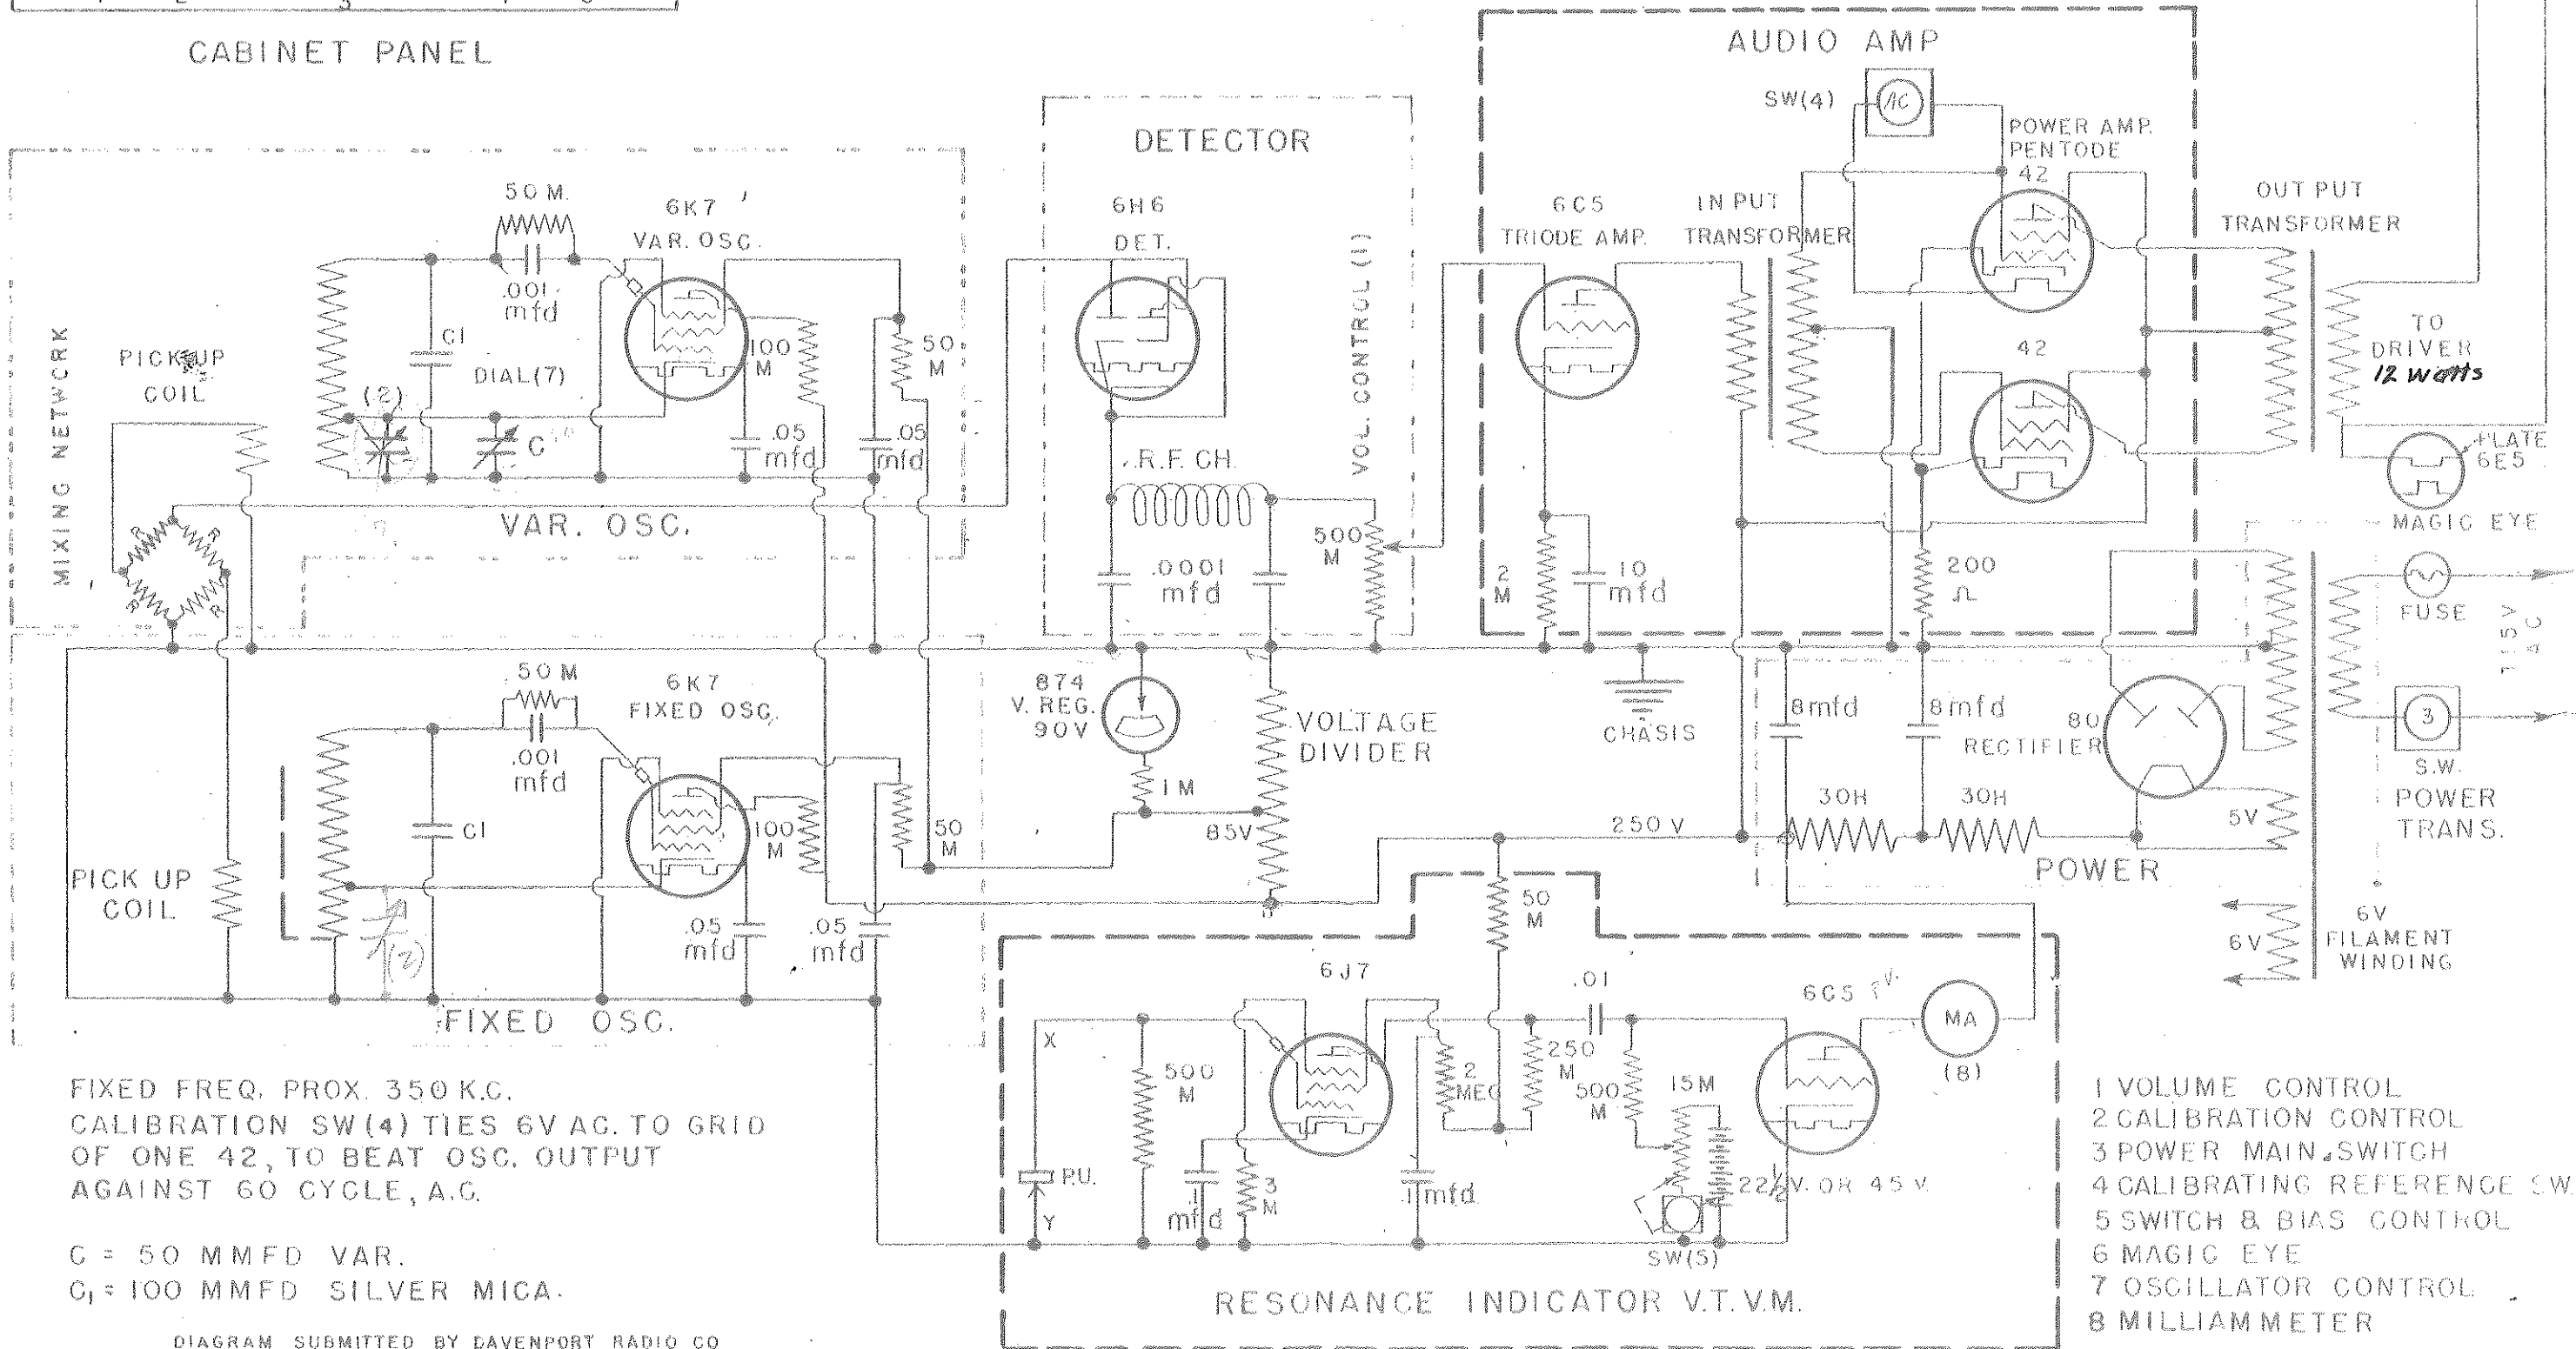 CABINET PANEL
AUDIO AMP
SW(4)
AC
POWER AMP.
PENTODE
42
DETECTOR
50 M.
6K7
VAR. OSC.
.001
mfd
6H6
DET.
6C5
TRIODE AMP.
INPUT
TRANSFORMER
OUTPUT
TRANSFORMER
VOL. CONTROL (1)
MIXING NETWORK
PICK UP
COIL
C1
DIAL(7)
(2)
C
100
M
50
M
.05
mfd
.05
mfd
42
TO
DRIVER
12 watts
PLATE
6E5
MAGIC EYE
R.F. CH.
500
M
.0001
mfd
2
M
10
mfd
200
Ω
FUSE
115V
AC
R
R
R
R
VAR. OSC.
50 M
6K7
FIXED OSC.
.001
mfd
874
V. REG.
90V
VOLTAGE
DIVIDER
1 M
85V
CHASIS
8mfd
8mfd
80
RECTIFIER
3
S.W.
POWER
TRANS.
C1
100
M
50
M
250 V
30H
30H
5V
POWER
PICK UP
COIL
(2)
.05
mfd
.05
mfd
50
M
6V
6V
FILAMENT
WINDING
FIXED OSC.
6J7
.01
6C5
MA
(8)
X
500
M
2
MEG
250
M
500
M
15M
P.U.
Y
.1
mfd
3
M
.1mfd
22½V. OR 45 V.
SW(5)
RESONANCE INDICATOR V.T.V.M.
FIXED FREQ. PROX. 350 K.C.
CALIBRATION SW(4) TIES 6V AC. TO GRID
OF ONE 42, TO BEAT OSC. OUTPUT
AGAINST 60 CYCLE, A.C.
C = 50 MMFD VAR.
C1 = 100 MMFD SILVER MICA.
DIAGRAM SUBMITTED BY DAVENPORT RADIO CO
1 VOLUME CONTROL
2 CALIBRATION CONTROL
3 POWER MAIN SWITCH
4 CALIBRATING REFERENCE SW.
5 SWITCH & BIAS CONTROL
6 MAGIC EYE
7 OSCILLATOR CONTROL
8 MILLIAMMETER